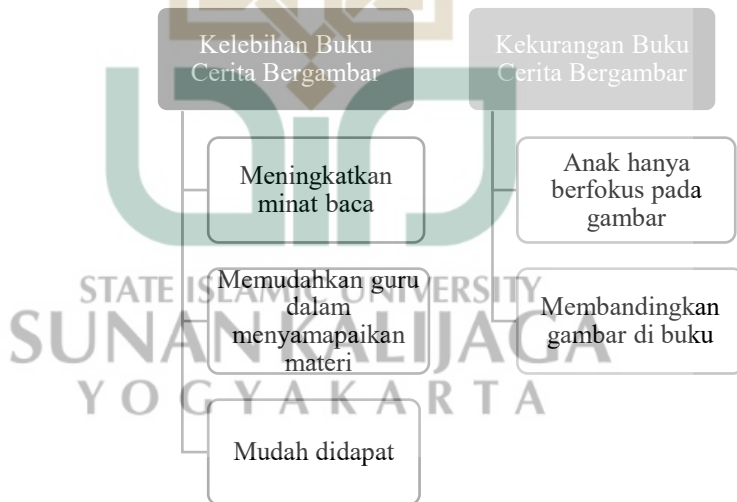 Kelebihan Buku
Cerita Bergambar
Meningkatkan
minat baca
Memudahkan guru
dalam
menyamapaikan
materi
Mudah didapat
Kekurangan Buku
Cerita Bergambar
Anak hanya
berfokus pada
gambar
Membandingkan
gambar di buku
STATE ISLAMIC UNIVERSITY
SUNAN KALIJAGA
YOGYAKARTA